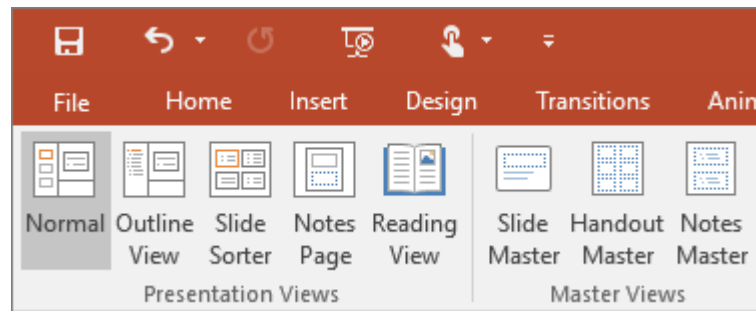 File Home Insert Design Transitions Anim
Normal Outline View Slide Sorter Notes Page Reading View Slide Master Handout Master Notes Master
Presentation Views Master Views